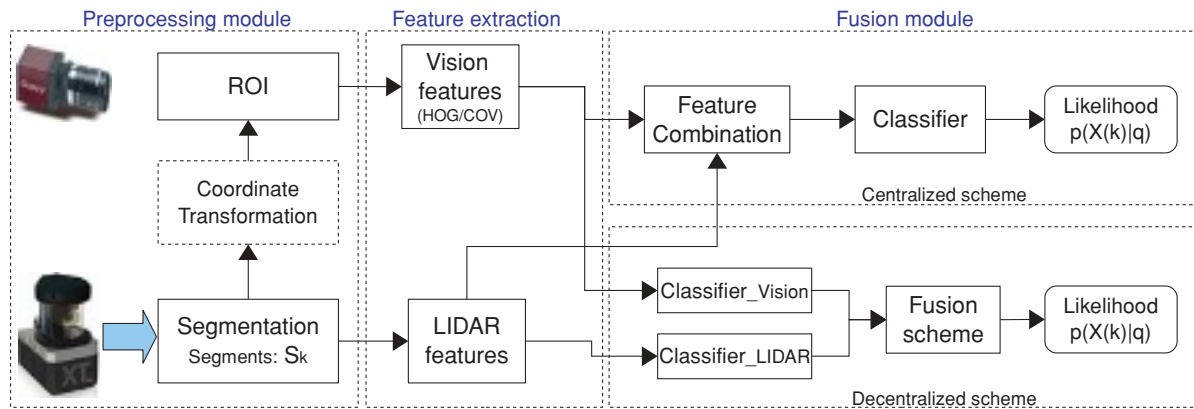 Preprocessing module
Feature extraction
Fusion module
ROI
Coordinate
Transformation
Segmentation
Segments: Sk
XT
Vision
features
(HOG/COV)
LIDAR
features
Feature
Combination
Classifier
Likelihood
p(X(k)|q)
Centralized scheme
Classifier_Vision
Classifier_LIDAR
Fusion
scheme
Likelihood
p(X(k)|q)
Decentralized scheme